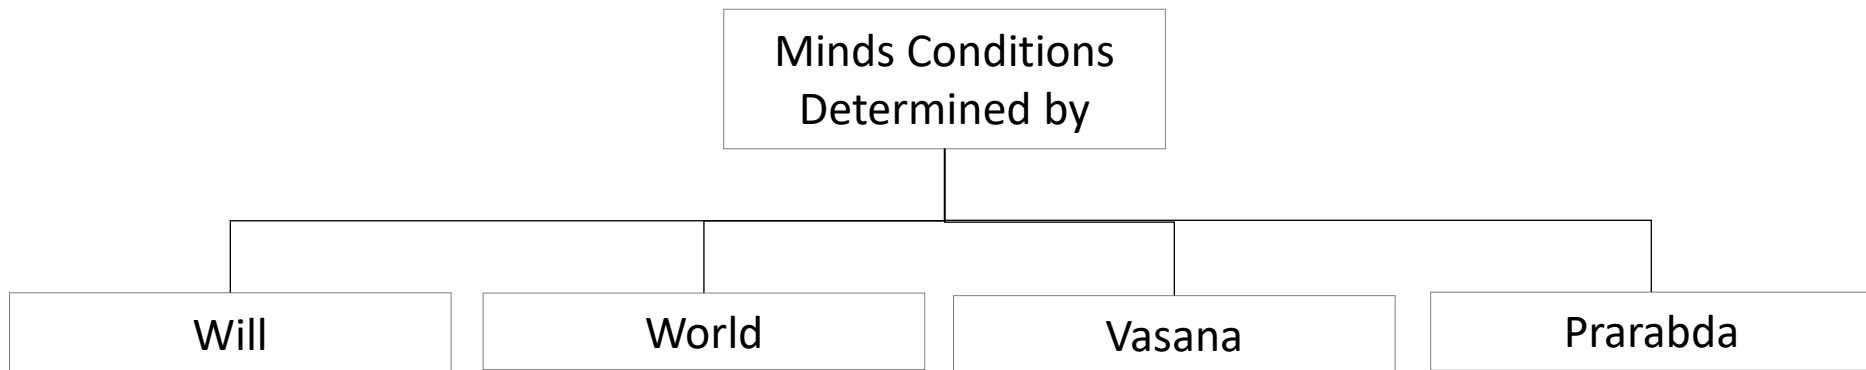 Minds Conditions
Determined by
Will
World
Vasana
Prarabda